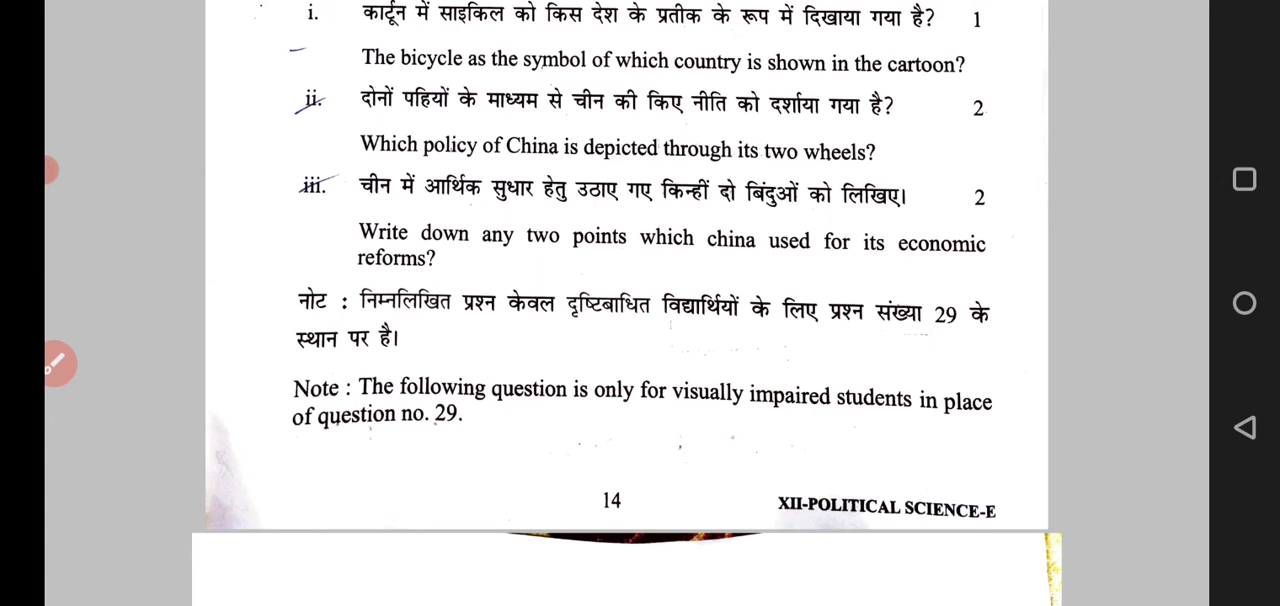 i. कार्टून में साइकिल को किस देश के प्रतीक के रूप में दिखाया गया है? 1
The bicycle as the symbol of which country is shown in the cartoon?
ii. दोनों पहियों के माध्यम से चीन की किए नीति को दर्शाया गया है? 2
Which policy of China is depicted through its two wheels?
iii. चीन में आर्थिक सुधार हेतु उठाए गए किन्हीं दो बिंदुओं को लिखिए। 2
Write down any two points which china used for its economic
reforms?
नोट : निम्नलिखित प्रश्न केवल दृष्टिबाधित विद्यार्थियों के लिए प्रश्न संख्या 29 के
स्थान पर है।
Note : The following question is only for visually impaired students in place
of question no. 29.
14 XII-POLITICAL SCIENCE-E